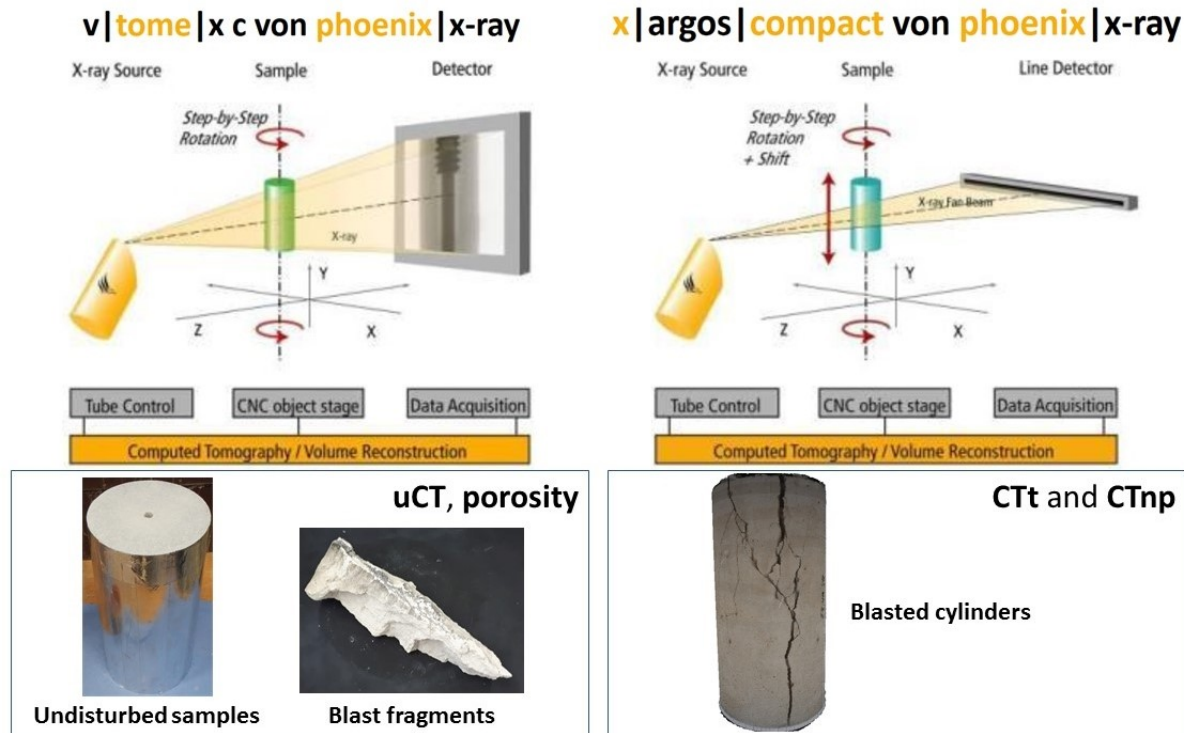 v|tome|x c von phoenix|x-ray
X-ray Source
Sample
Detector
Step-by-Step
Rotation
X-ray
Y
Z
X
Tube Control
CNC object stage
Data Acquisition
Computed Tomography / Volume Reconstruction
uCT, porosity
Undisturbed samples
Blast fragments
x|argos|compact von phoenix|x-ray
X-ray Source
Sample
Line Detector
Step-by-Step
Rotation
+ Shift
X-ray Fan Beam
Y
Z
X
Tube Control
CNC object stage
Data Acquisition
Computed Tomography / Volume Reconstruction
CTt and CTnp
Blasted cylinders